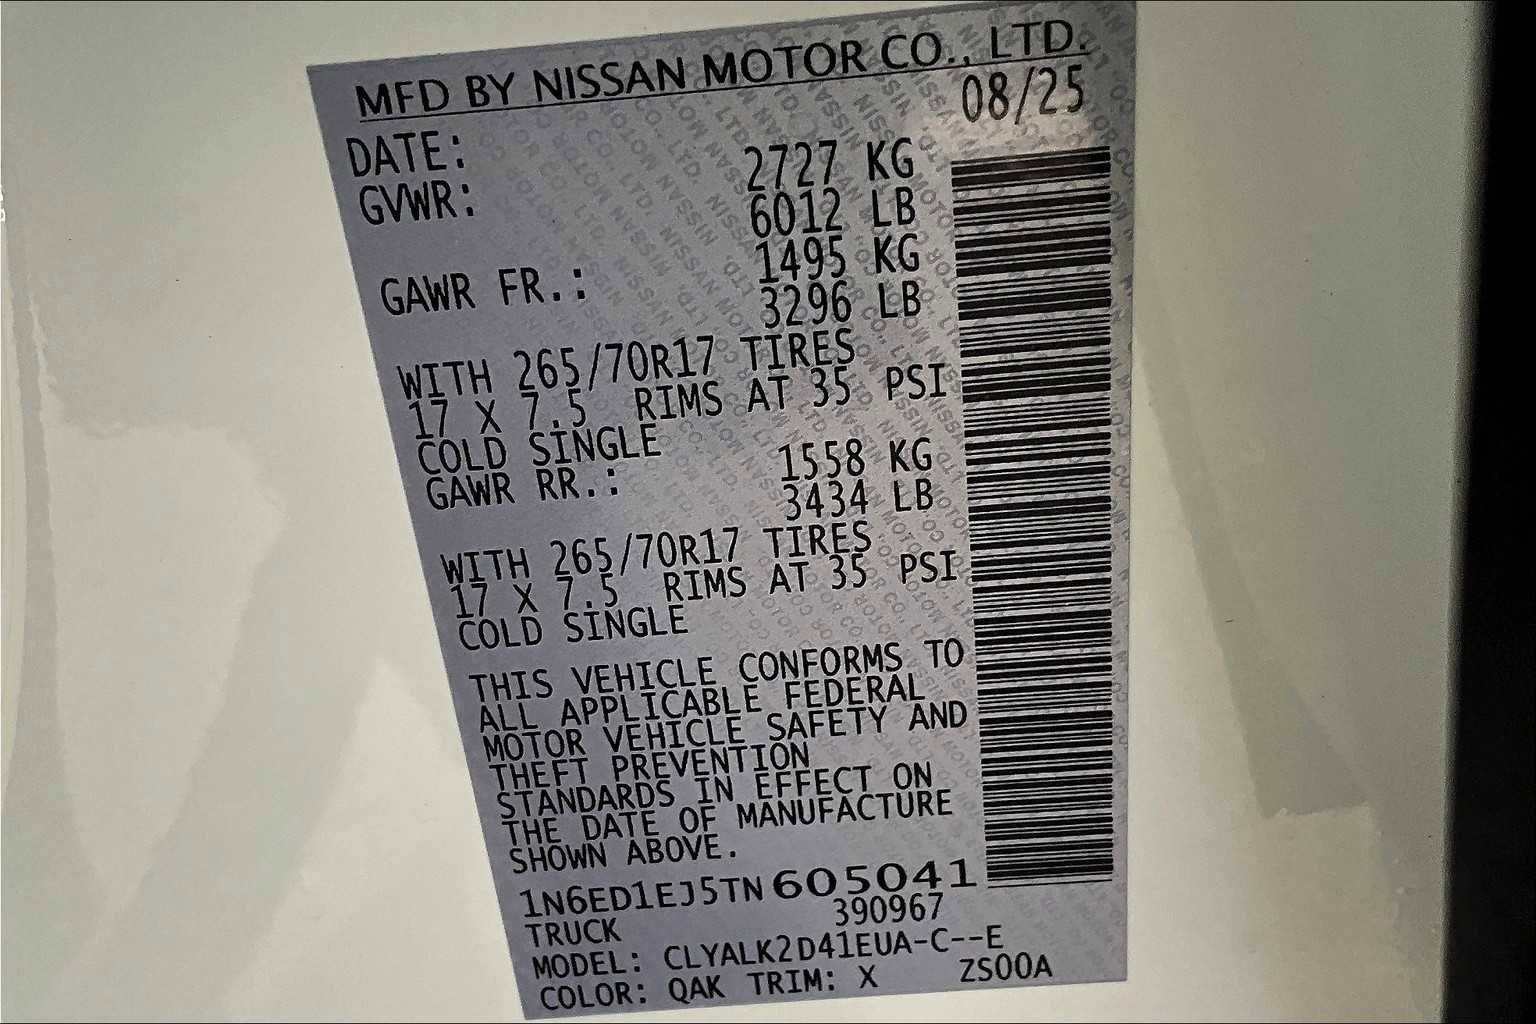 MFD BY NISSAN MOTOR CO., LTD.
DATE: 08/25
GVWR: 2727 KG
6012 LB
GAWR FR.: 1495 KG
3296 LB
WITH 265/70R17 TIRES
17 X 7.5 RIMS AT 35 PSI
COLD SINGLE
GAWR RR.: 1558 KG
3434 LB
WITH 265/70R17 TIRES
17 X 7.5 RIMS AT 35 PSI
COLD SINGLE
THIS VEHICLE CONFORMS TO
ALL APPLICABLE FEDERAL
MOTOR VEHICLE SAFETY AND
THEFT PREVENTION
STANDARDS IN EFFECT ON
THE DATE OF MANUFACTURE
SHOWN ABOVE.
1N6ED1EJ5TN605041
TRUCK 390967
MODEL: CLYALK2D41EUA-C--E
COLOR: QAK TRIM: X ZS00A